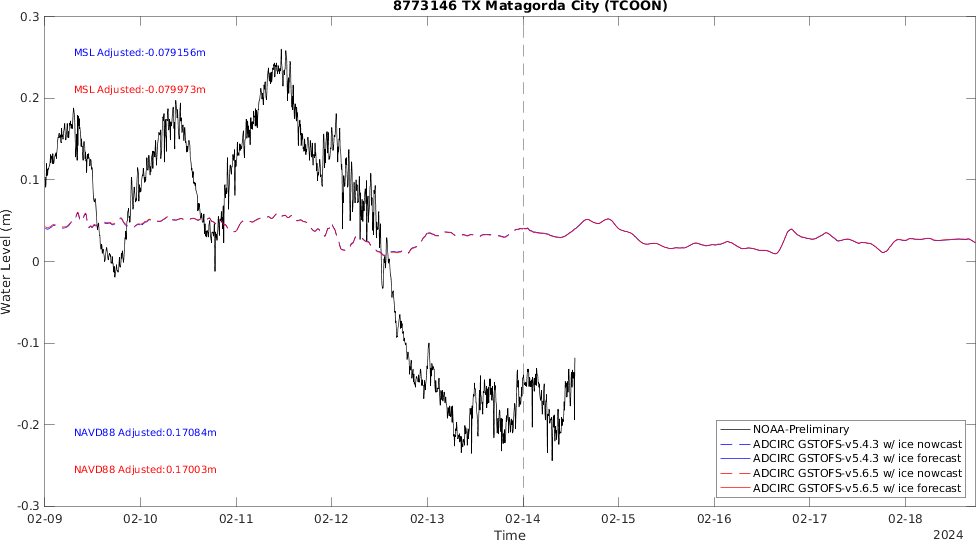 8773146 TX Matagorda City (TCOON)
0.3
0.2
0.1
0
-0.1
-0.2
-0.3
Water Level (m)
MSL Adjusted:-0.079156m
MSL Adjusted:-0.079973m
NAVD88 Adjusted:0.17084m
NAVD88 Adjusted:0.17003m
NOAA-Preliminary
ADCIRC GSTOFS-v5.4.3 w/ ice nowcast
ADCIRC GSTOFS-v5.4.3 w/ ice forecast
ADCIRC GSTOFS-v5.6.5 w/ ice nowcast
ADCIRC GSTOFS-v5.6.5 w/ ice forecast
02-09 02-10 02-11 02-12 02-13 02-14 02-15 02-16 02-17 02-18
Time
2024